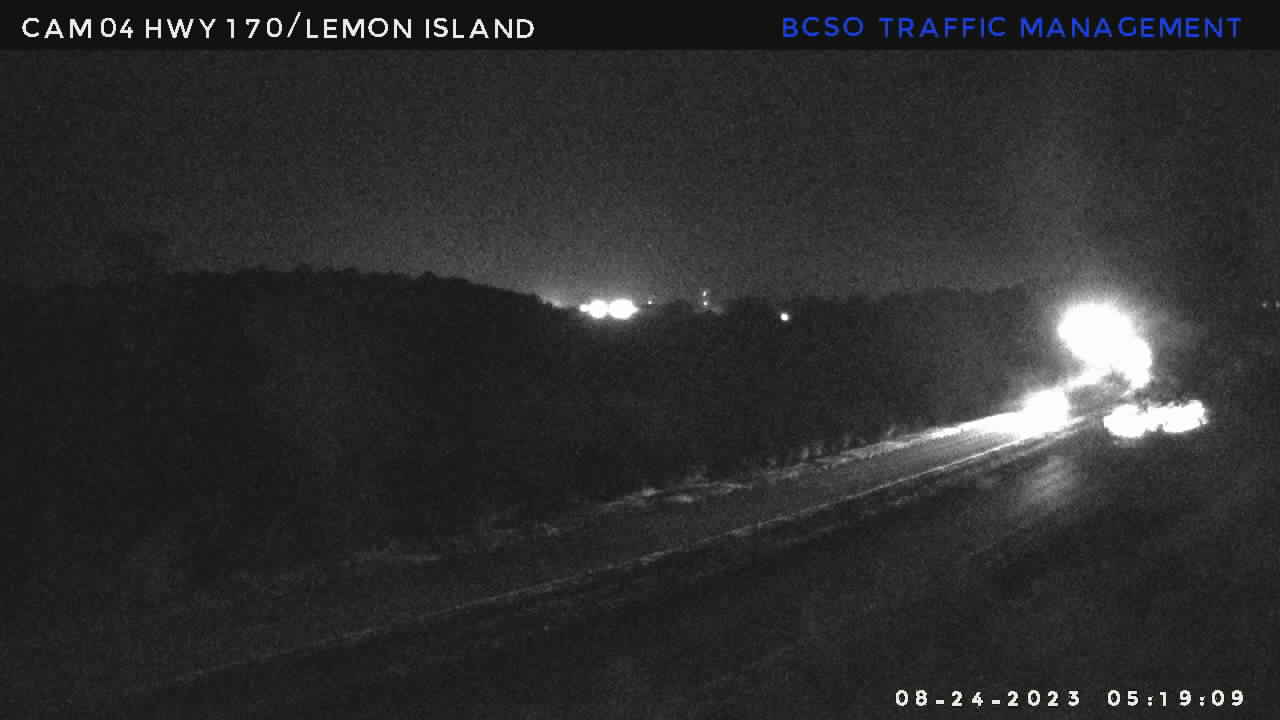 CAM04 HWY 170/LEMON ISLAND
BCSO TRAFFIC MANAGEMENT
08-24-2023 05:19:09